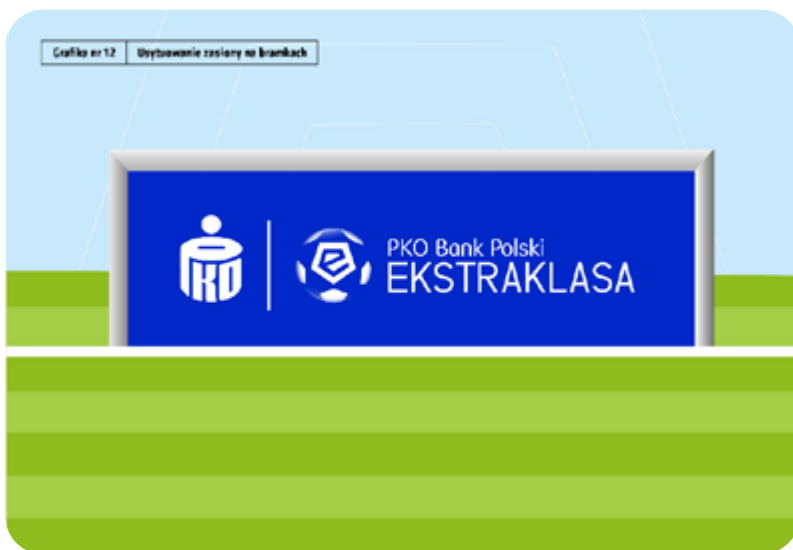 Grafika nr 12 Usytuowanie zasłony na bramkach
PKO
PKO Bank Polski
EKSTRAKLASA